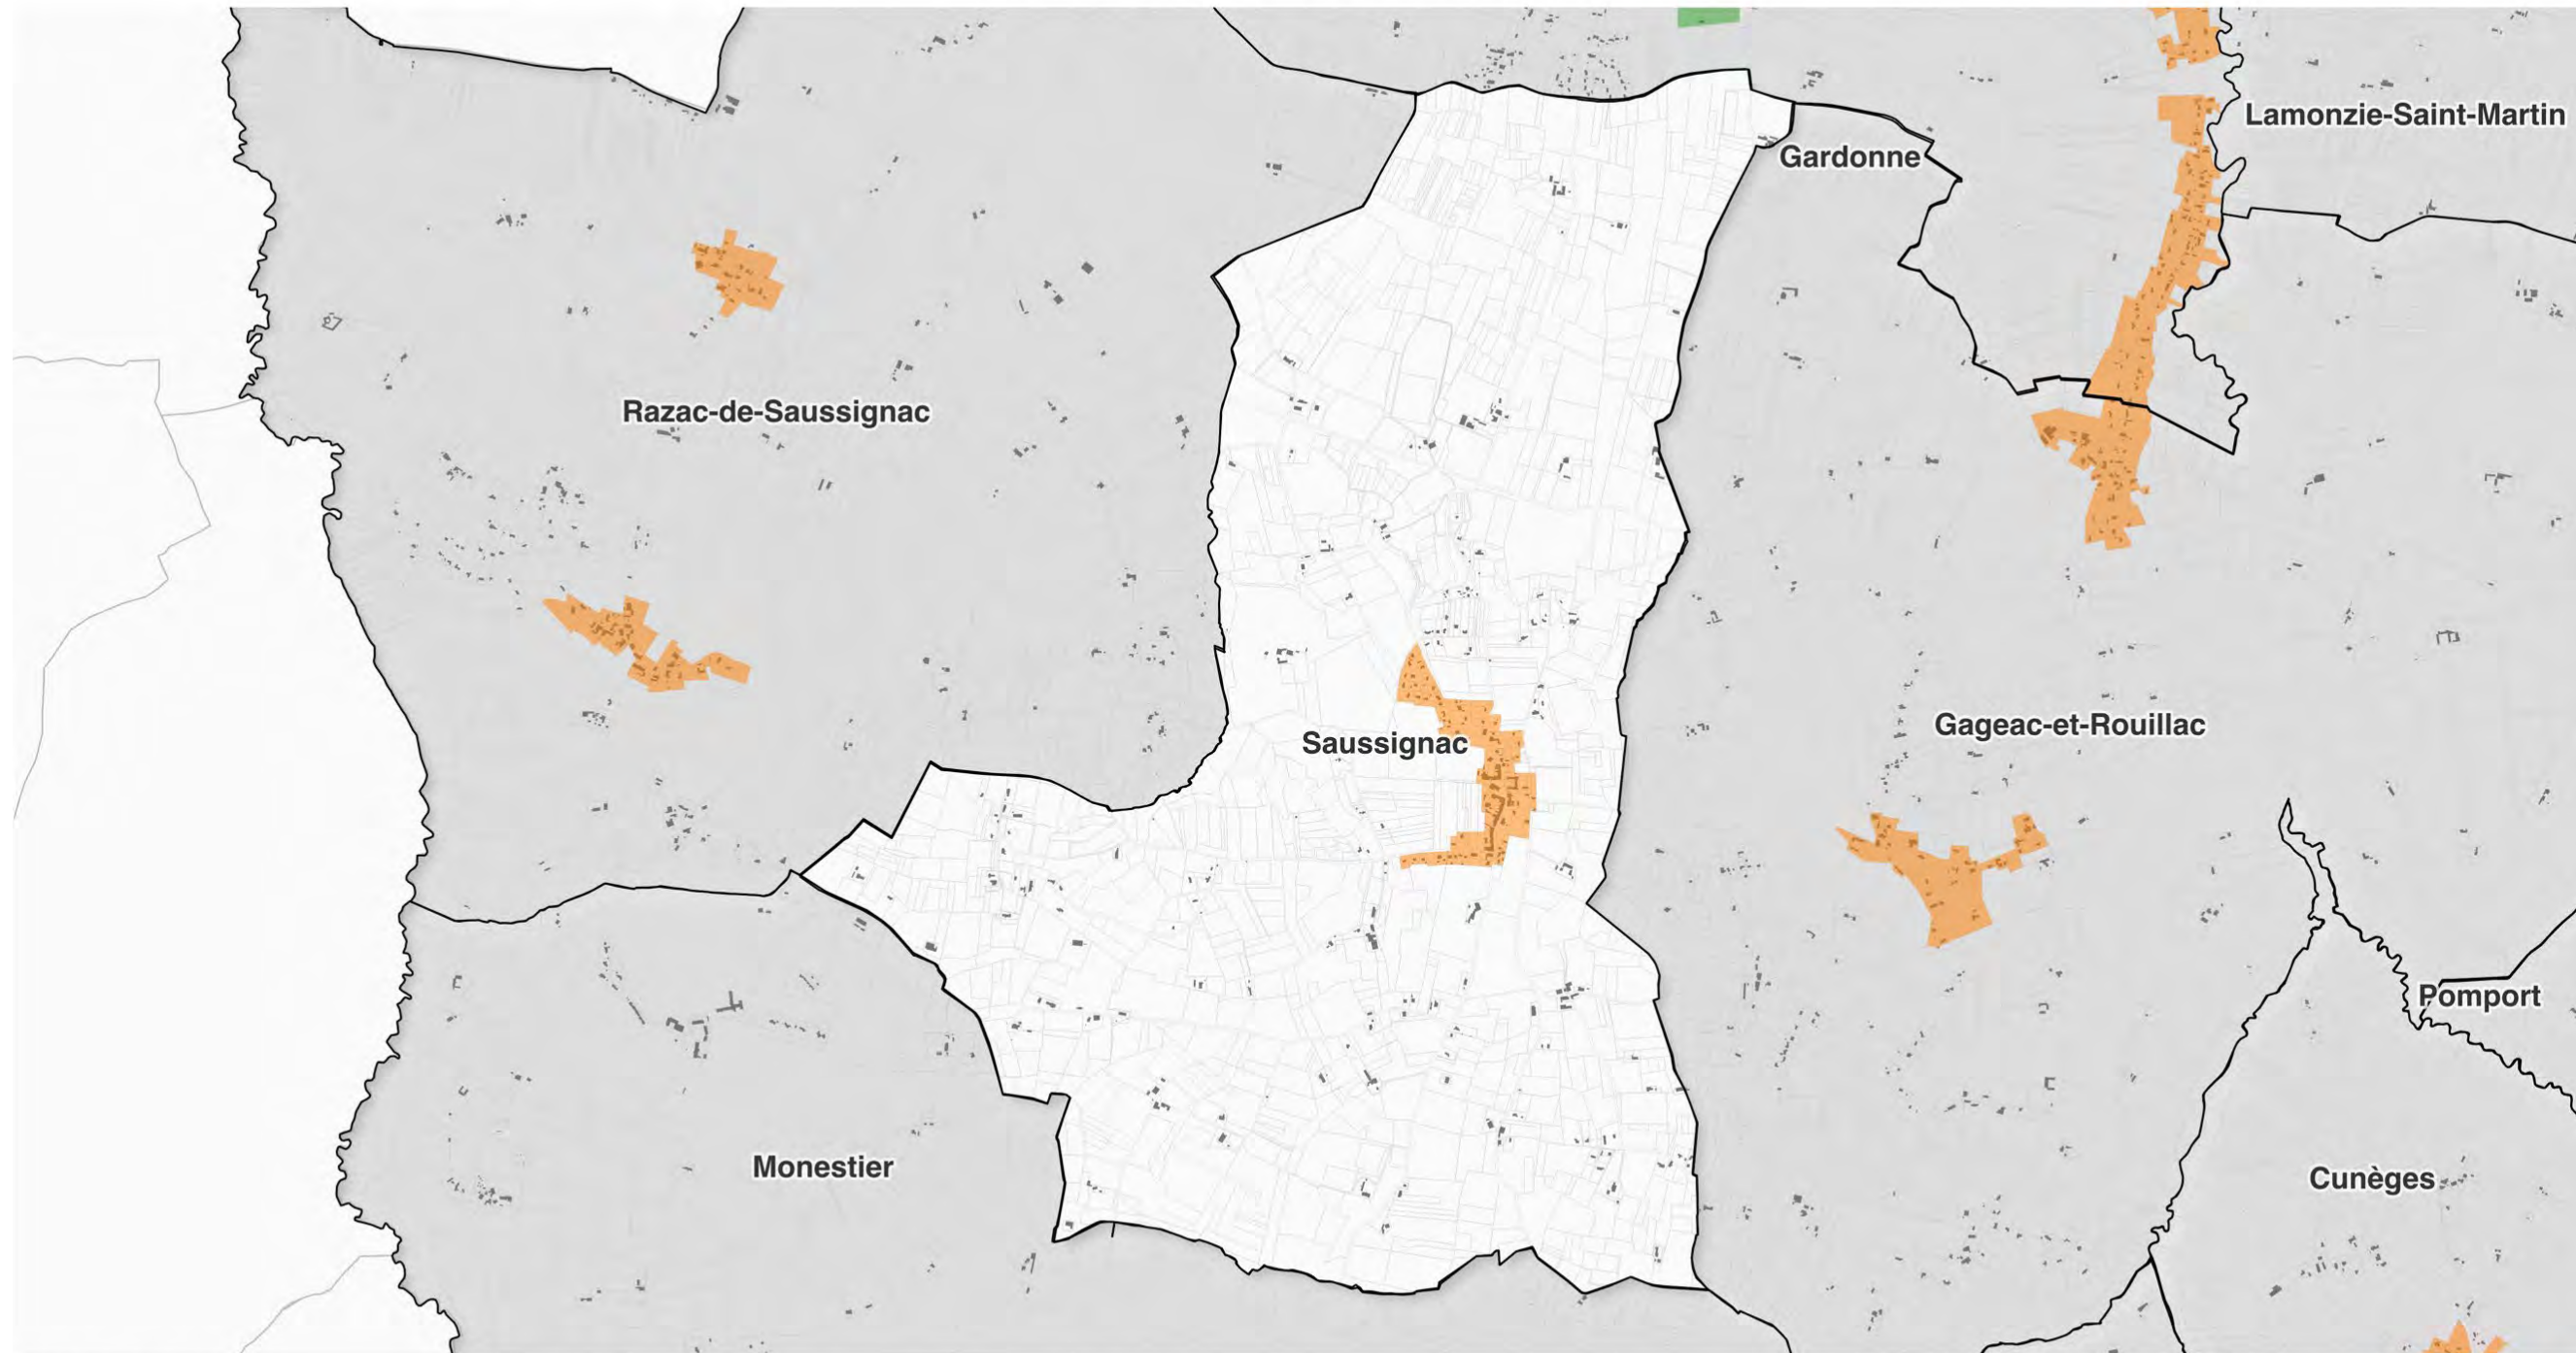 Lamonzie-Saint-Martin
Gardonne
Razac-de-Saussignac
Gageac-et-Rouillac
Saussignac
Pomport
Monestier
Cunèges